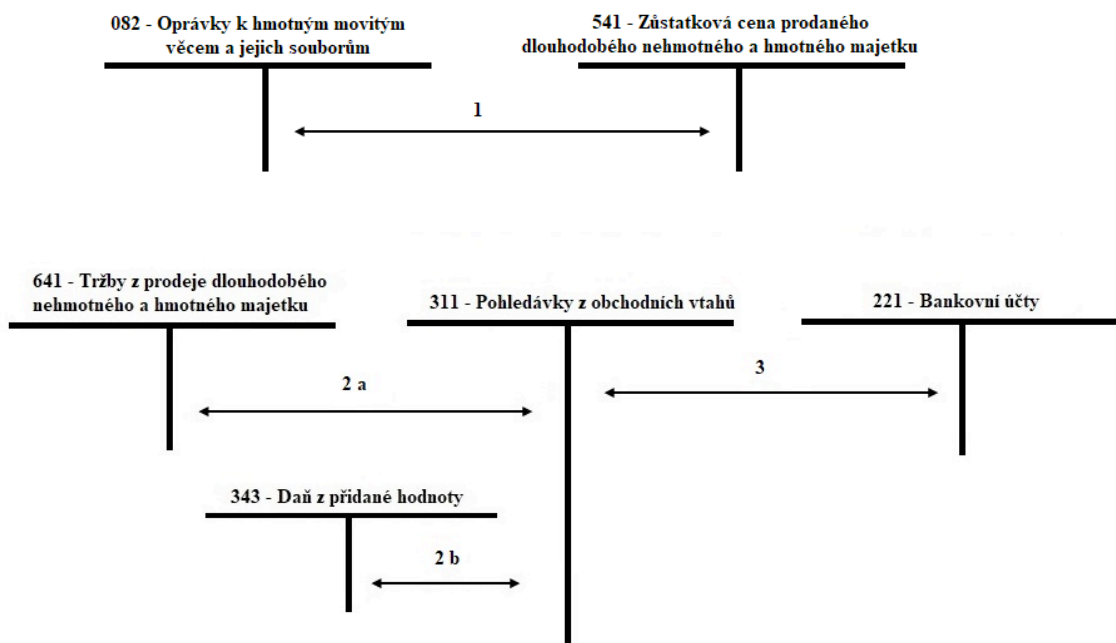 082 - Oprávky k hmotným movitým
věcem a jejich souborům
541 - Zůstatková cena prodaného
dlouhodobého nehmotného a hmotného majetku
1
641 - Tržby z prodeje dlouhodobého
nehmotného a hmotného majetku
311 - Pohledávky z obchodních vtahů
221 - Bankovní účty
2 a
3
343 - Daň z přidané hodnoty
2 b